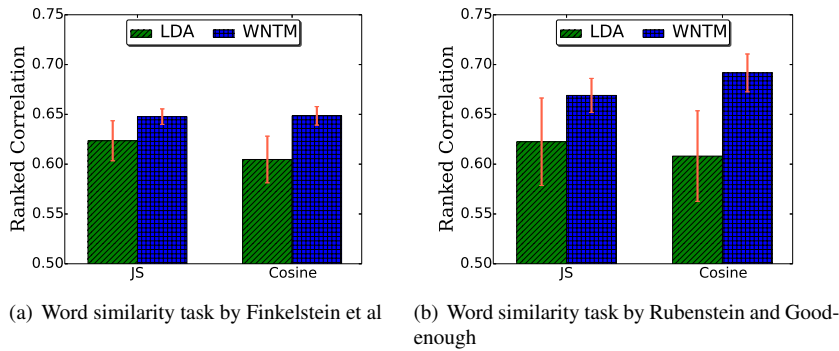 LDA WNTM
Ranked Correlation
0.75
0.70
0.65
0.60
0.55
0.50
JS Cosine
(a) Word similarity task by Finkelstein et al
LDA WNTM
Ranked Correlation
0.75
0.70
0.65
0.60
0.55
0.50
JS Cosine
(b) Word similarity task by Rubenstein and Good-
enough